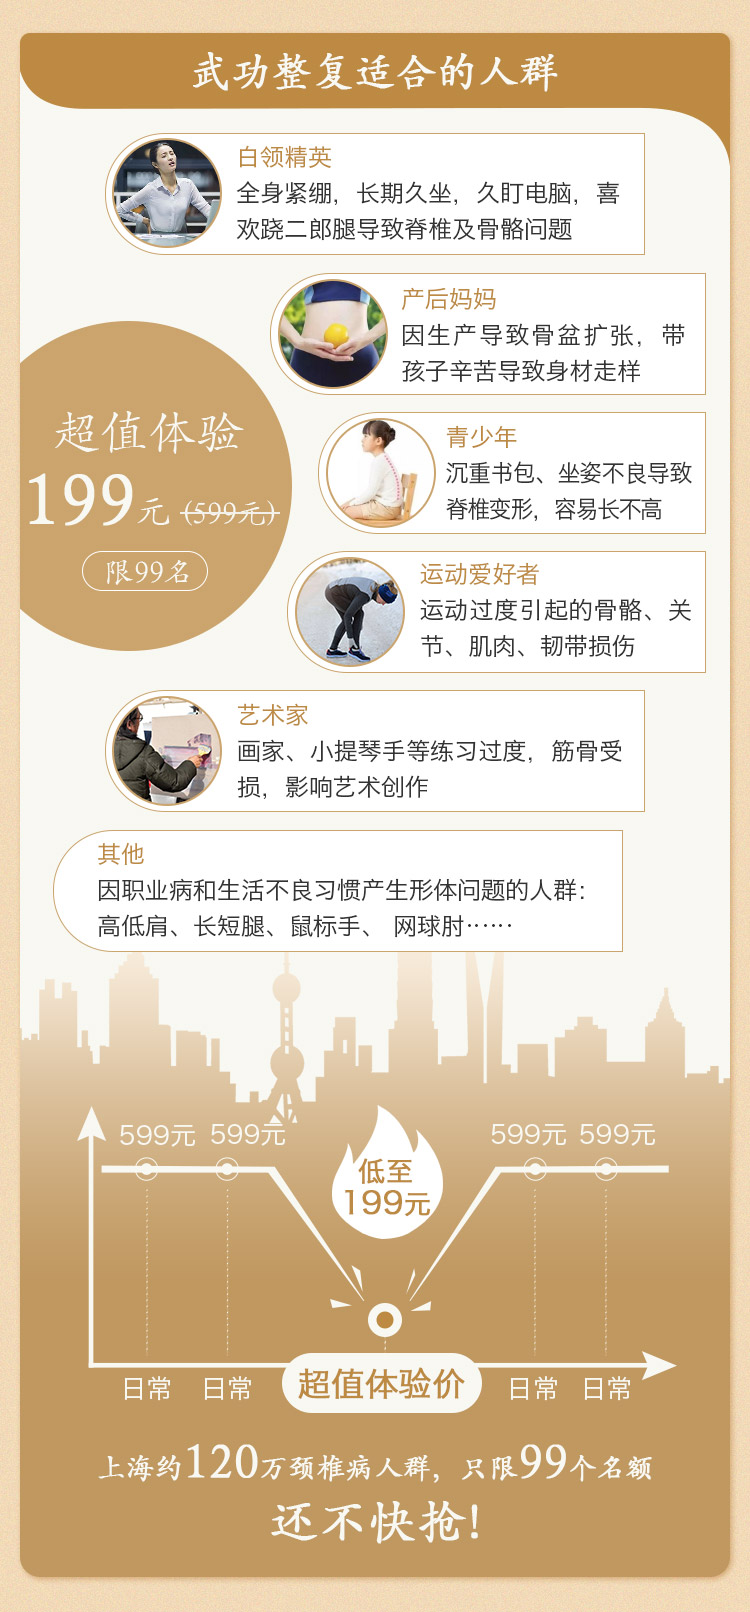 武功整复适合的人群
白领精英
全身紧绷，长期久坐，久盯电脑，喜
欢跷二郎腿导致脊椎及骨骼问题
产后妈妈
因生产导致骨盆扩张，带
孩子辛苦导致身材走样
超值体验
199元 (599元)
限99名
青少年
沉重书包、坐姿不良导致
脊椎变形，容易长不高
运动爱好者
运动过度引起的骨骼、关
节、肌肉、韧带损伤
艺术家
画家、小提琴手等练习过度，筋骨受
损，影响艺术创作
其他
因职业病和生活不良习惯产生形体问题的人群：
高低肩、长短腿、鼠标手、 网球肘······
599元 599元 599元 599元
低至
199元
日常 日常 超值体验价 日常 日常
上海约120万颈椎病人群，只限99个名额
还不快抢!